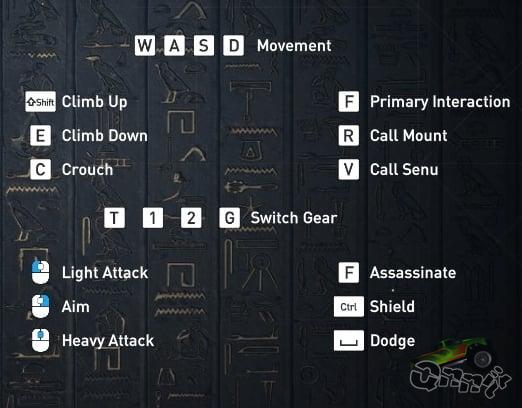 W A S D Movement
Shift Climb Up
F Primary Interaction
E Climb Down
R Call Mount
C Crouch
V Call Senu
T 1 2 G Switch Gear
Light Attack
F Assassinate
Aim
Ctrl Shield
Heavy Attack
Dodge